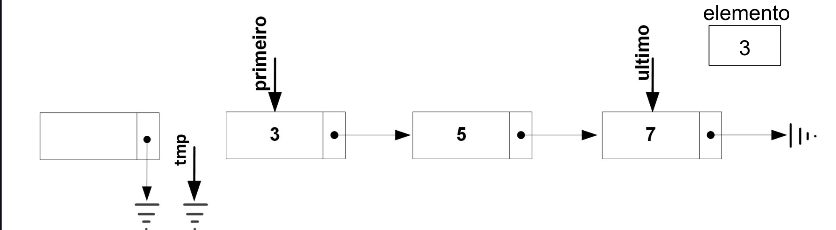 elemento
3
primeiro
ultimo
tmp
3
5
7